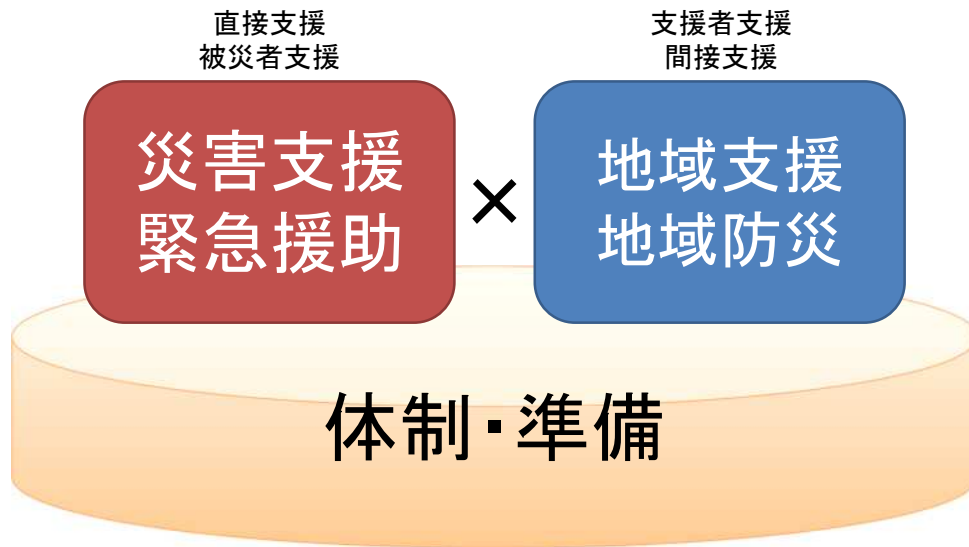 直接支援
被災者支援
災害支援
緊急援助
×
支援者支援
間接支援
地域支援
地域防災
体制・準備